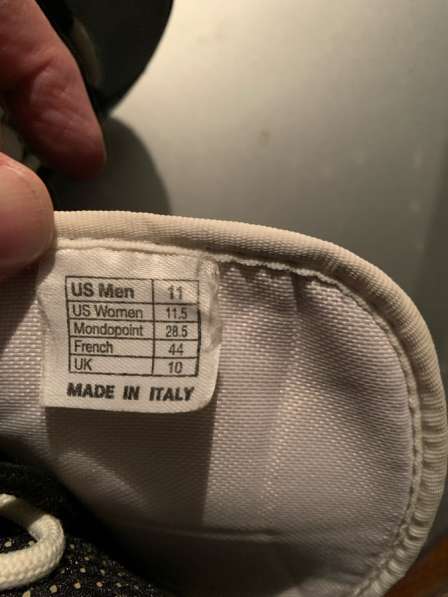 US Men 11
US Women 11.5
Mondopoint 28.5
French 44
UK 10
MADE IN ITALY